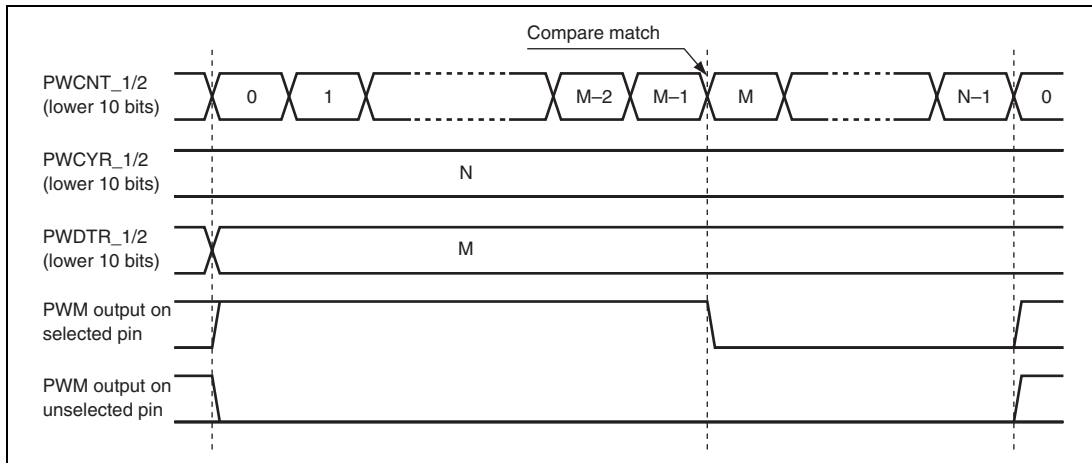 Compare match
PWCNT_1/2
(lower 10 bits)
0 1 M–2 M–1 M N–1 0
PWCYR_1/2
(lower 10 bits)
N
PWDTR_1/2
(lower 10 bits)
M
PWM output on
selected pin
PWM output on
unselected pin